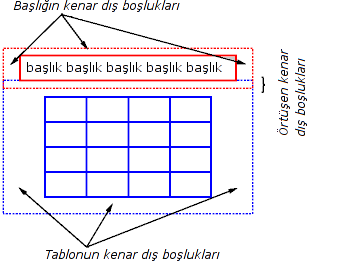 Başlığın kenar dış boşlukları
başlık başlık başlık başlık başlık
Örtüşen kenar
dış boşlukları
Tablonun kenar dış boşlukları